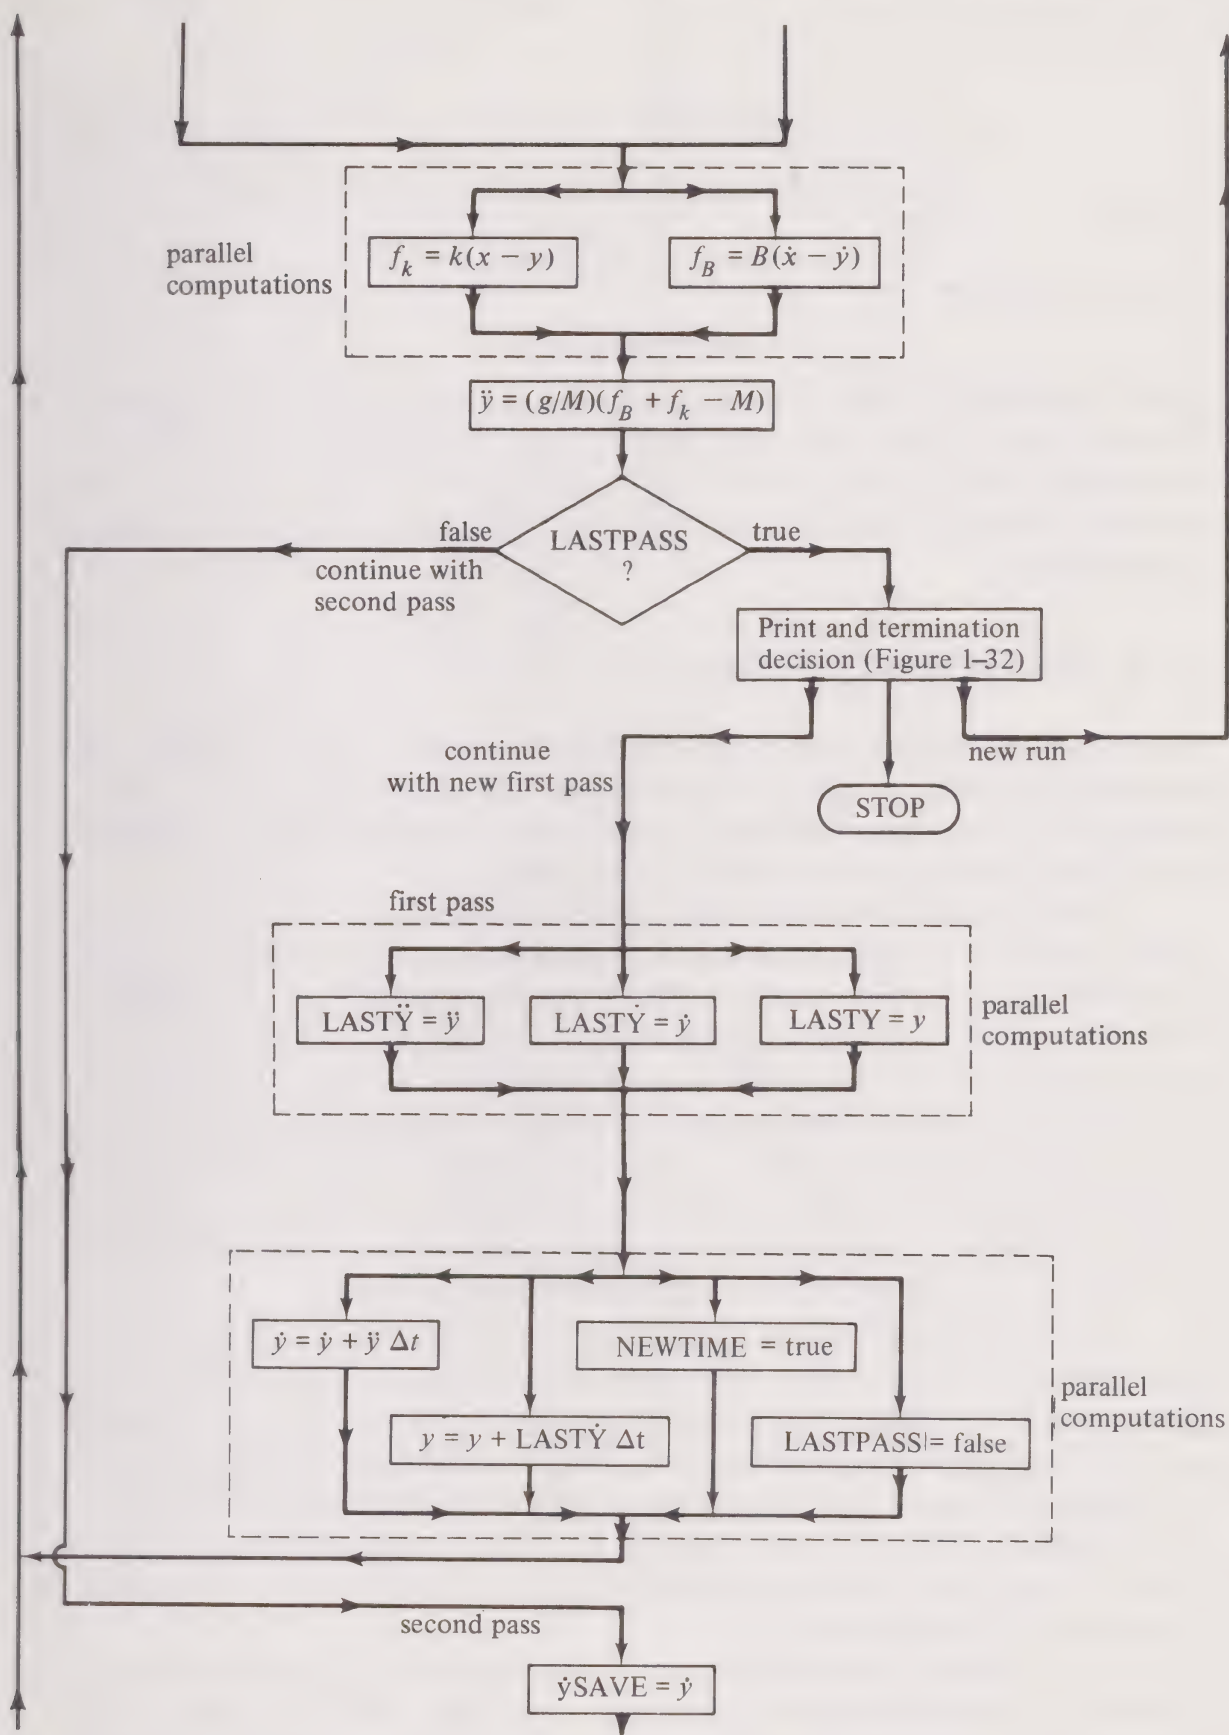 parallel
computations
f_k = k(x − y)
f_B = B(ẋ − ẏ)
ÿ = (g/M)(f_B + f_k − M)
false
LASTPASS
?
true
continue with
second pass
Print and termination
decision (Figure 1–32)
continue
with new first pass
new run
STOP
first pass
LASTŸ = ÿ
LASTẎ = ẏ
LASTY = y
parallel
computations
ẏ = ẏ + ÿ Δt
NEWTIME = true
y = y + LASTẎ Δt
LASTPASS = false
parallel
computations
second pass
ẏSAVE = ẏ